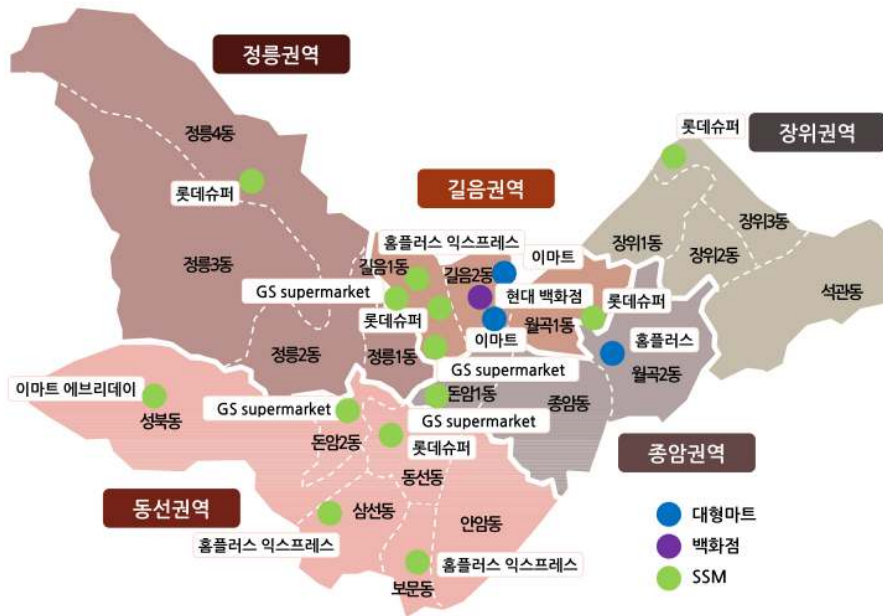 정릉권역
정릉4동
롯데슈퍼
장위권역
롯데슈퍼
길음권역
정릉3동
홈플러스 익스프레스
이마트
장위1동
장위2동
장위3동
길음1동
길음2동
석관동
GS supermarket
현대 백화점
롯데슈퍼
롯데슈퍼
월곡1동
이마트
홈플러스
정릉2동
정릉1동
GS supermarket
월곡2동
이마트 에브리데이
성북동
GS supermarket
돈암1동
종암동
GS supermarket
돈암2동
롯데슈퍼
종암권역
동선동
동선권역
삼선동
안암동
홈플러스 익스프레스
홈플러스 익스프레스
보문동
대형마트
백화점
SSM